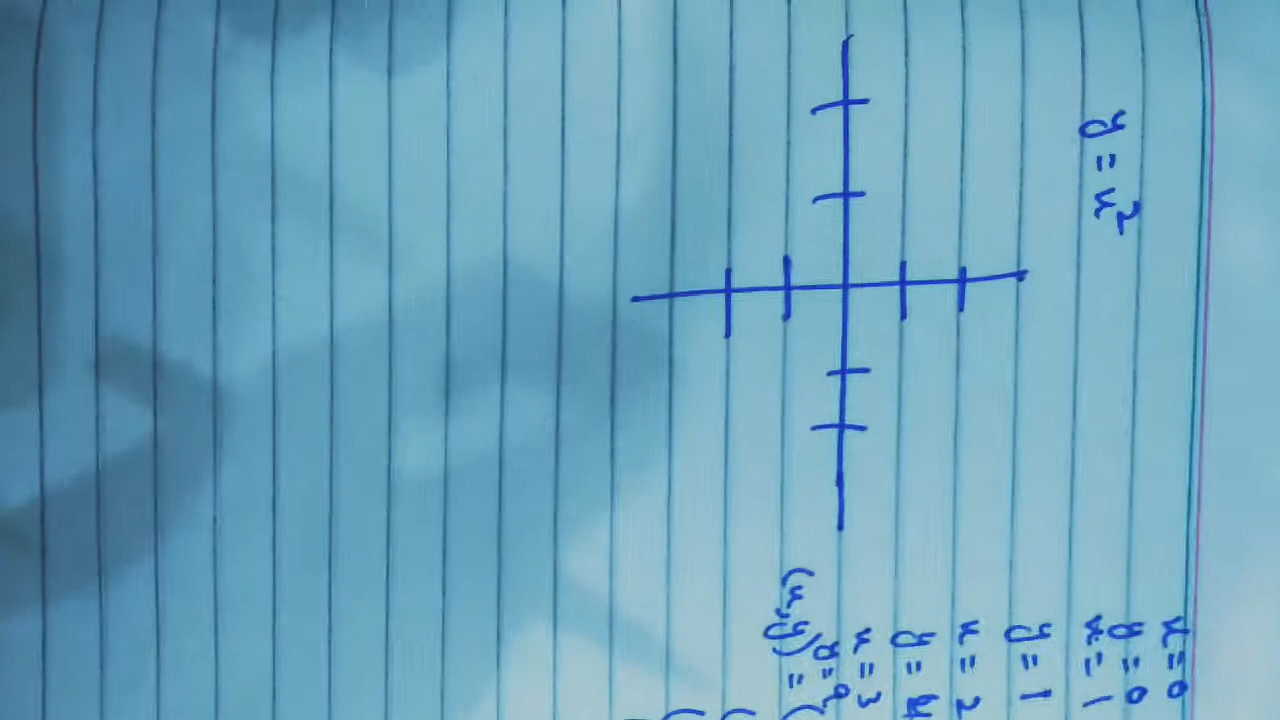 y = x²
x = 0
y = 0
x = 1
y = 1
x = 2
y = 4
x = 3
y = 9
(x, y) = (
(
(